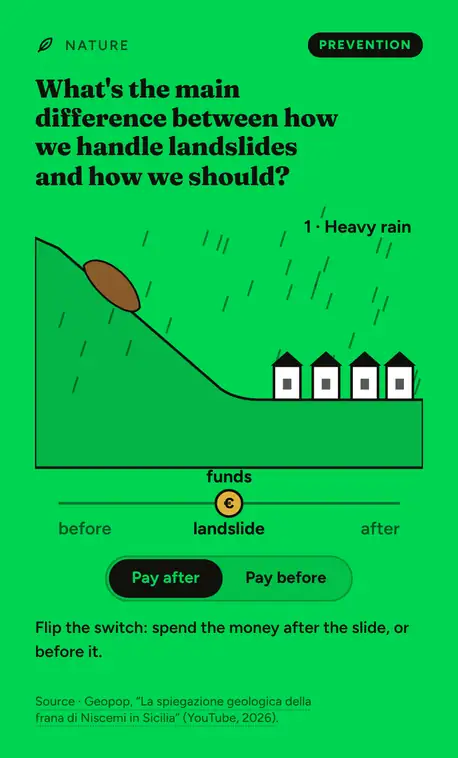 NATURE
PREVENTION
What's the main
difference between how
we handle landslides
and how we should?
1 · Heavy rain
funds
€
before
landslide
after
Pay after
Pay before
Flip the switch: spend the money after the slide, or
before it.
Source · Geopop, “La spiegazione geologica della
frana di Niscemi in Sicilia” (YouTube, 2026).